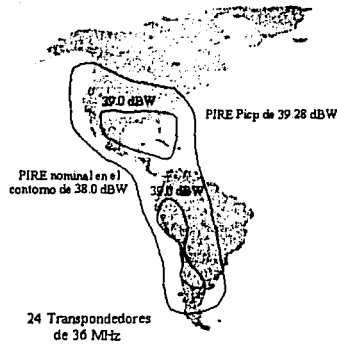 39.0 dBW
PIRE Picp de 39.28 dBW
PIRE nominal en el
contorno de 38.0 dBW
39.0 dBW
24 Transpondedores
de 36 MHz